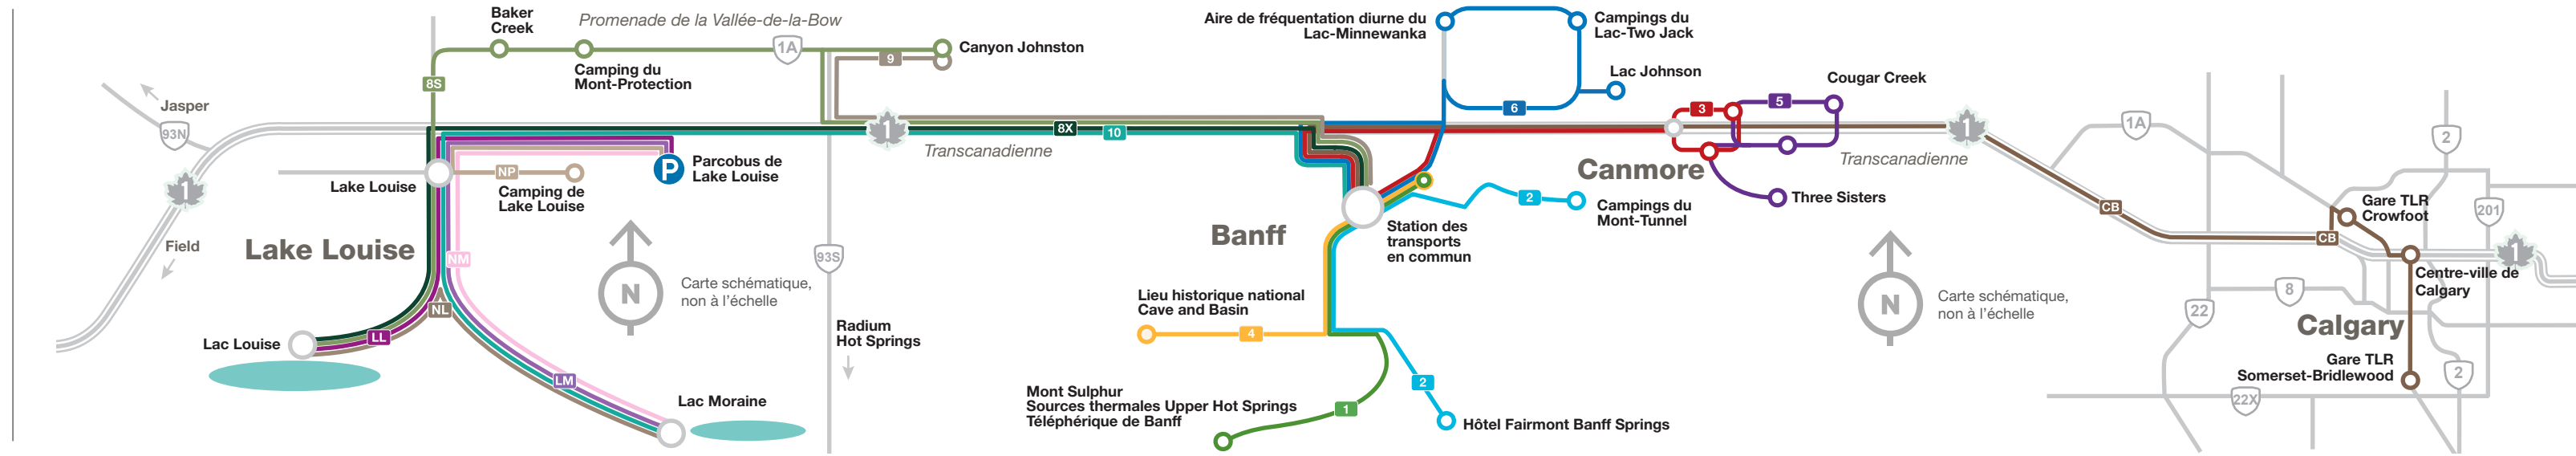 Baker
Creek
Promenade de la Vallée-de-la-Bow
1A
Canyon Johnston
Camping du
Mont-Protection
8S
9
Jasper
93N
1
Field
1
8X
10
Transcanadienne
Lake Louise
NP
Camping de
Lake Louise
P
Parcobus de
Lake Louise
Lake Louise
NM
NL
LL
LM
Lac Louise
Lac Moraine
N
Carte schématique,
non à l'échelle
93S
Radium
Hot Springs
Aire de fréquentation diurne du
Lac-Minnewanka
Campings du
Lac-Two Jack
Lac Johnson
6
3
5
Cougar Creek
Canmore
Transcanadienne
1
Three Sisters
2
Campings du
Mont-Tunnel
Banff
Station des
transports
en commun
Lieu historique national
Cave and Basin
4
Mont Sulphur
Sources thermales Upper Hot Springs
Téléphérique de Banff
1
2
Hôtel Fairmont Banff Springs
N
Carte schématique,
non à l'échelle
1A
2
CB
CB
Gare TLR
Crowfoot
201
1
Centre-ville de
Calgary
8
22
Calgary
Gare TLR
Somerset-Bridlewood
2
22X